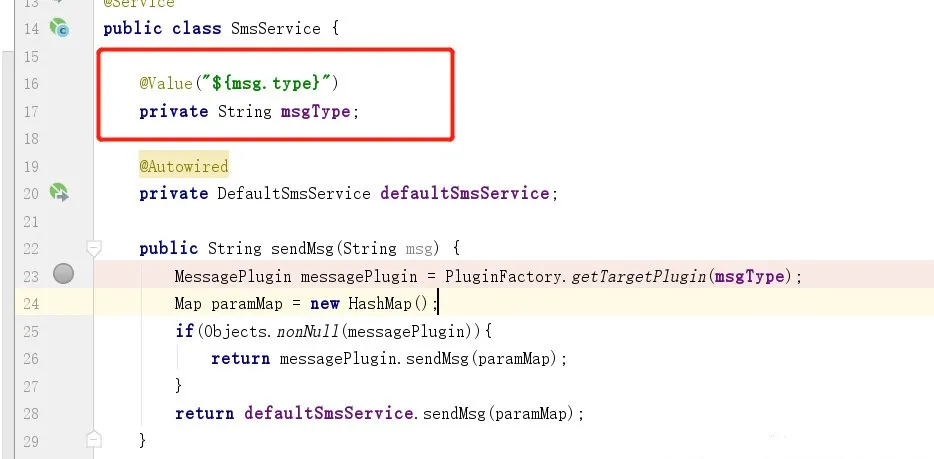 13 @Service
14 public class SmsService {
15
16 @Value("${msg.type}")
17 private String msgType;
18
19 @Autowired
20 private DefaultSmsService defaultSmsService;
21
22 public String sendMsg(String msg) {
23 MessagePlugin messagePlugin = PluginFactory.getTargetPlugin(msgType);
24 Map paramMap = new HashMap();
25 if(Objects.nonNull(messagePlugin)){
26 return messagePlugin.sendMsg(paramMap);
27 }
28 return defaultSmsService.sendMsg(paramMap);
29 }